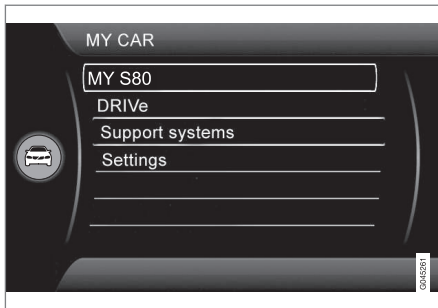 MY CAR
MY S80
DRIVe
Support systems
Settings
G045261